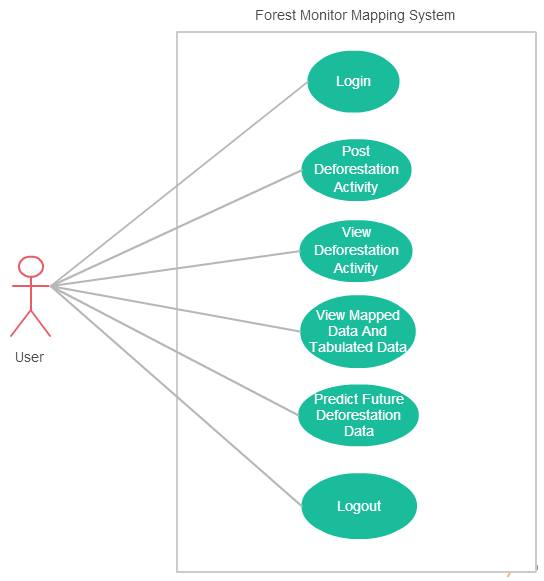 Forest Monitor Mapping System
Login
Post
Deforestation
Activity
View
Deforestation
Activity
View Mapped
Data And
Tabulated Data
Predict Future
Deforestation
Data
Logout
User